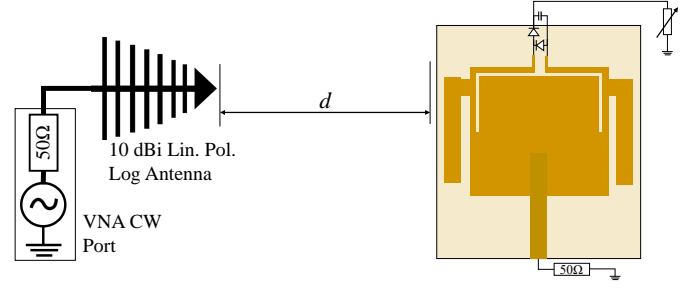 50Ω
10 dBi Lin. Pol.
Log Antenna
VNA CW
Port
d
50Ω